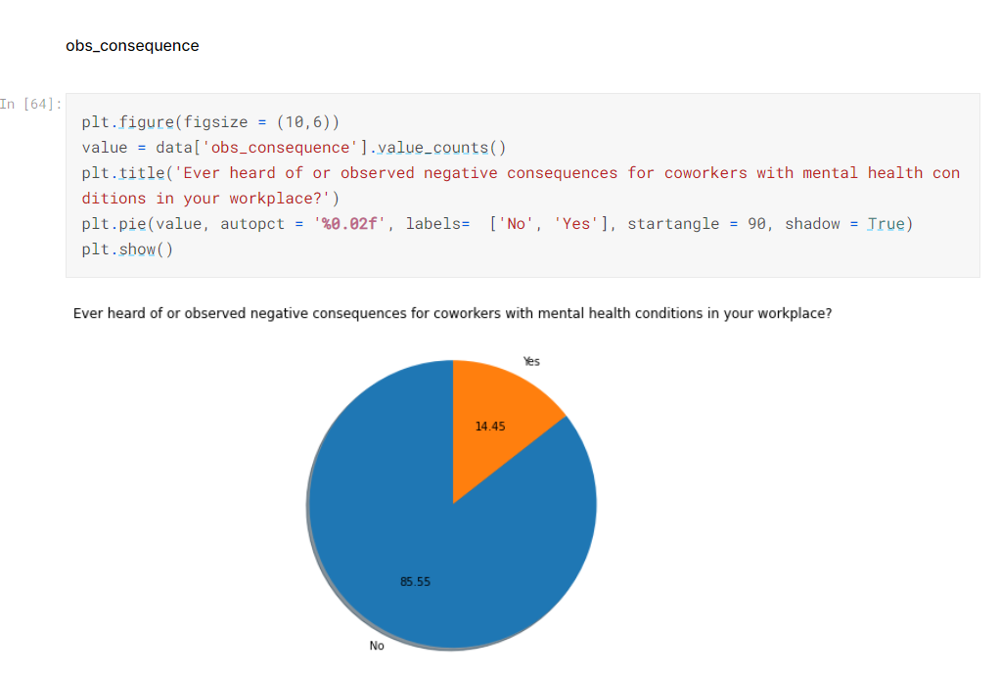 obs_consequence
In [64]:
plt.figure(figsize = (10,6))
value = data['obs_consequence'].value_counts()
plt.title('Ever heard of or observed negative consequences for coworkers with mental health con
ditions in your workplace?')
plt.pie(value, autopct = '%0.02f', labels=  ['No', 'Yes'], startangle = 90, shadow = True)
plt.show()
Ever heard of or observed negative consequences for coworkers with mental health conditions in your workplace?
Yes
14.45
85.55
No